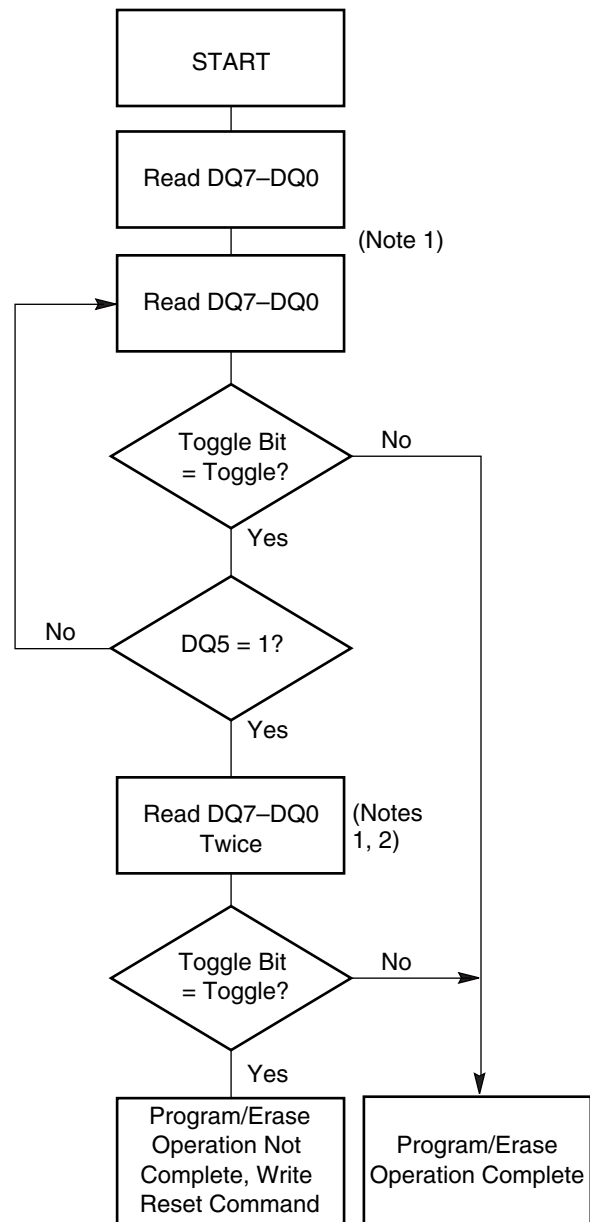 START
Read DQ7–DQ0
(Note 1)
Read DQ7–DQ0
Toggle Bit
= Toggle?
No
Yes
No
DQ5 = 1?
Yes
Read DQ7–DQ0
Twice
(Notes
1, 2)
Toggle Bit
= Toggle?
No
Yes
Program/Erase
Operation Not
Complete, Write
Reset Command
Program/Erase
Operation Complete